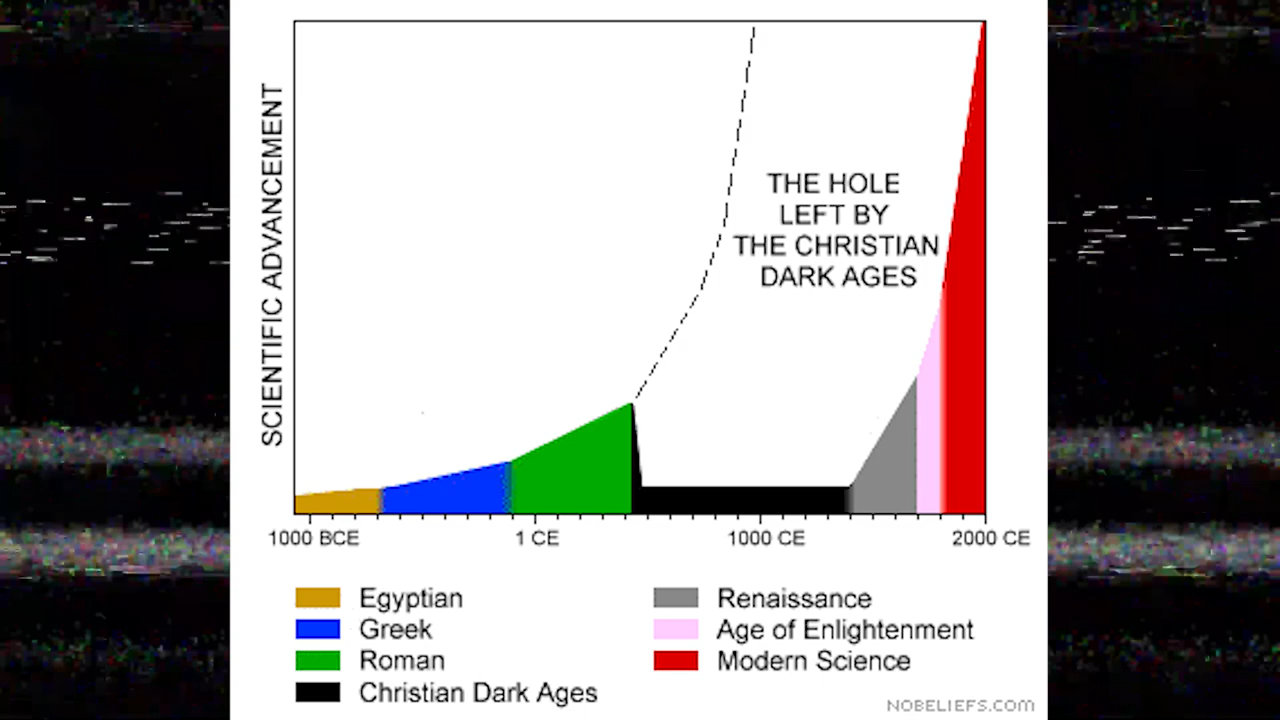 SCIENTIFIC ADVANCEMENT
THE HOLE
LEFT BY
THE CHRISTIAN
DARK AGES
1000 BCE
1 CE
1000 CE
2000 CE
Egyptian
Greek
Roman
Christian Dark Ages
Renaissance
Age of Enlightenment
Modern Science
NOBELIEFS.COM